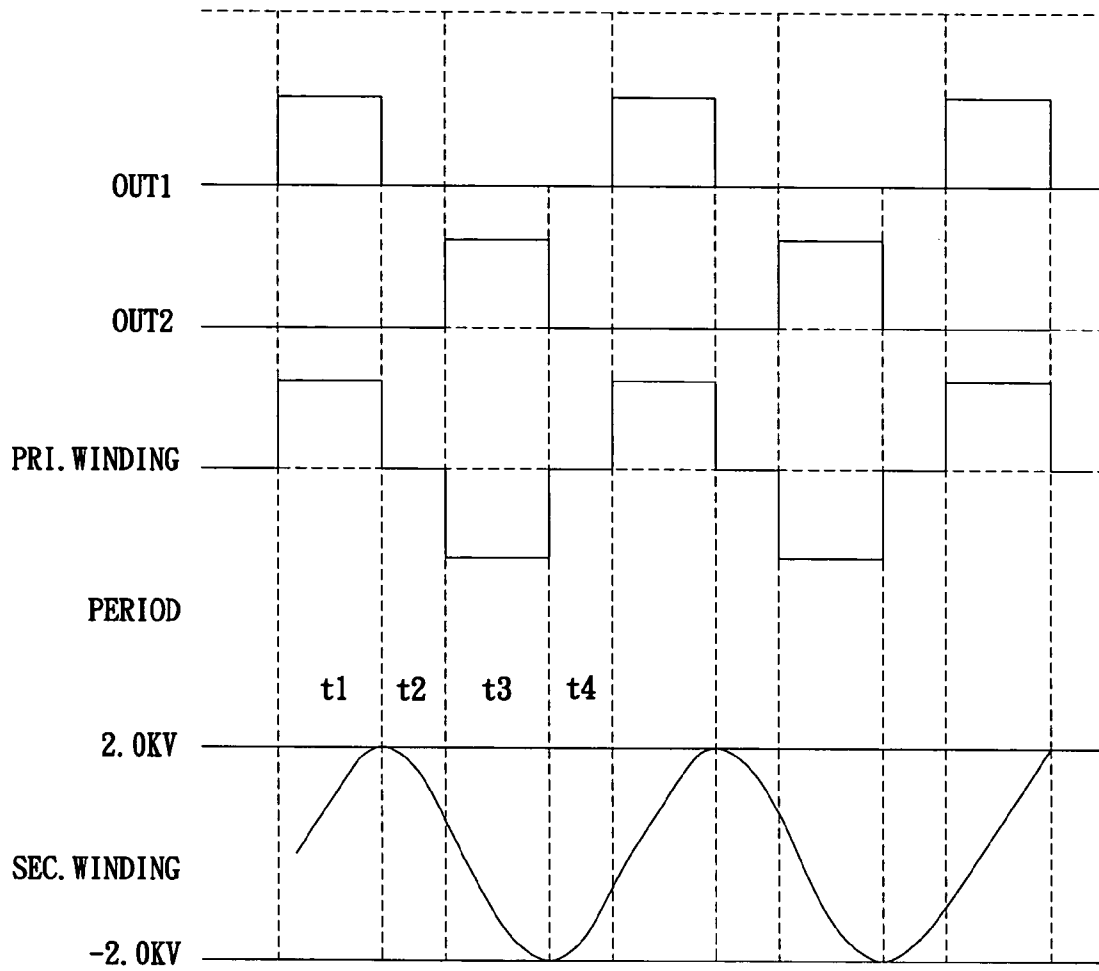 OUT1
OUT2
PRI.WINDING
PERIOD
t1 t2 t3 t4
2.0KV
SEC.WINDING
-2.0KV